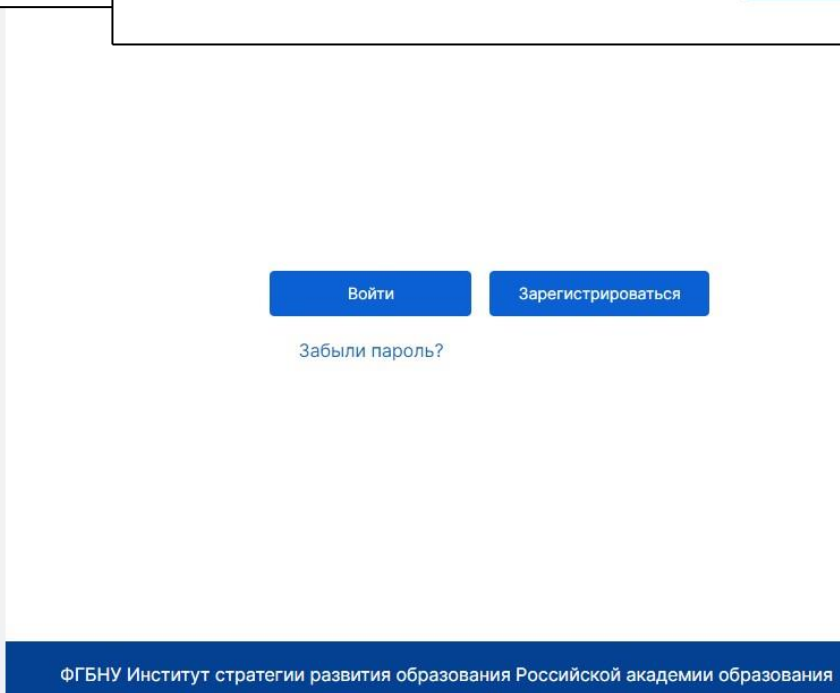 Войти Зарегистрироваться
Забыли пароль?
ФГБНУ Институт стратегии развития образования Российской академии образования